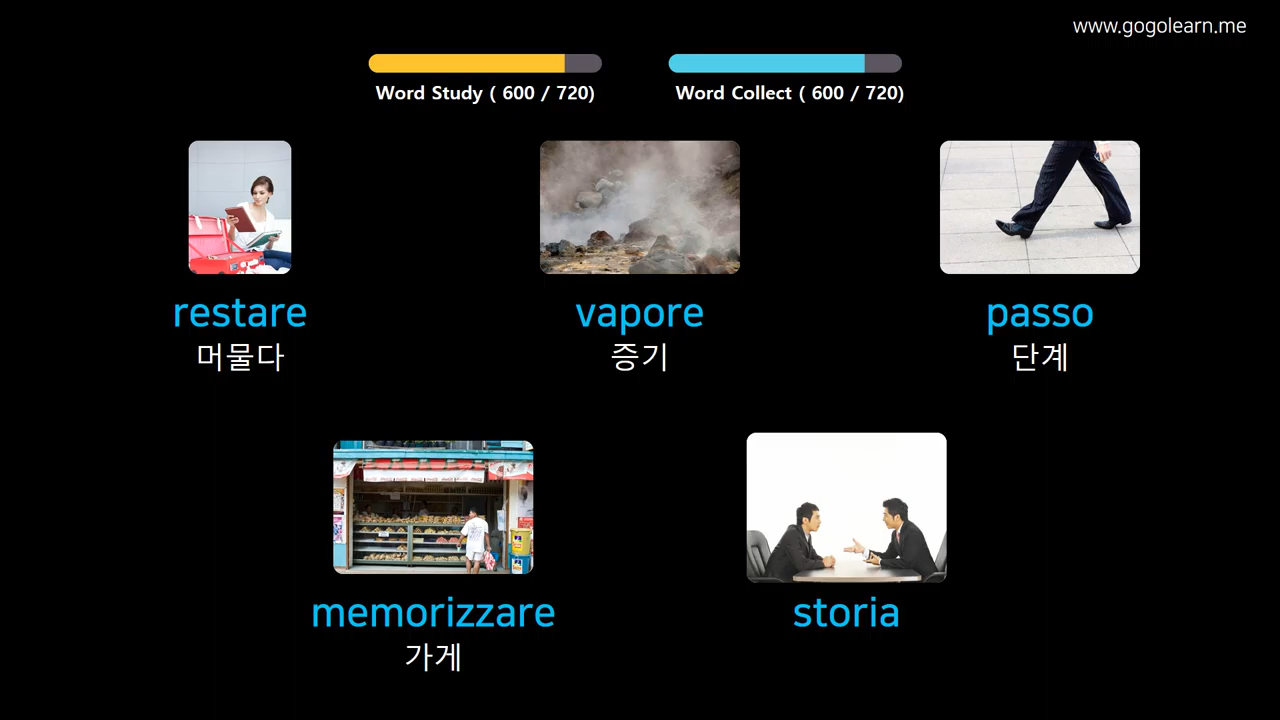 www.gogolearn.me
Word Study ( 600 / 720)
Word Collect ( 600 / 720)
restare
vapore
passo
머물다
증기
단계
memorizzare
storia
가게